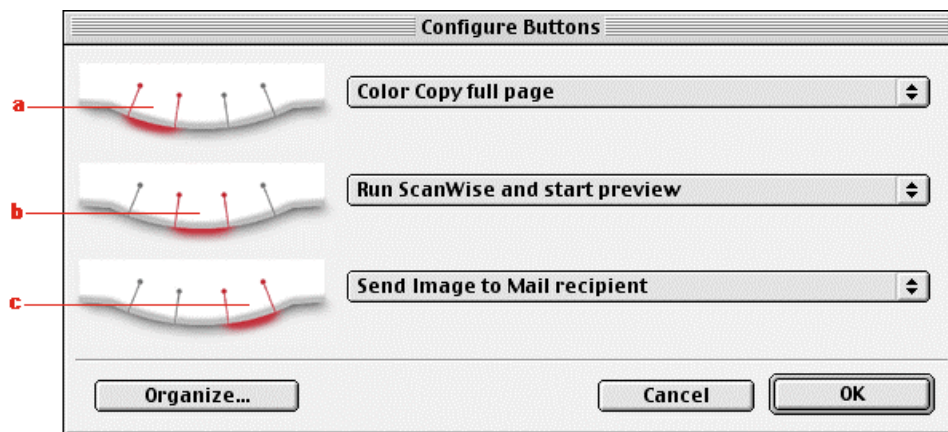 Configure Buttons
a
Color Copy full page
b
Run ScanWise and start preview
c
Send Image to Mail recipient
Organize...
Cancel
OK